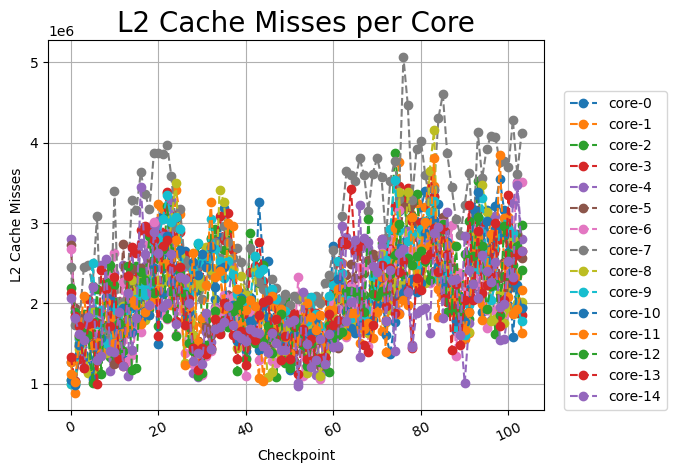 L2 Cache Misses per Core
1e6
5
4
3
2
1
L2 Cache Misses
0
20
40
60
80
100
Checkpoint
core-0
core-1
core-2
core-3
core-4
core-5
core-6
core-7
core-8
core-9
core-10
core-11
core-12
core-13
core-14